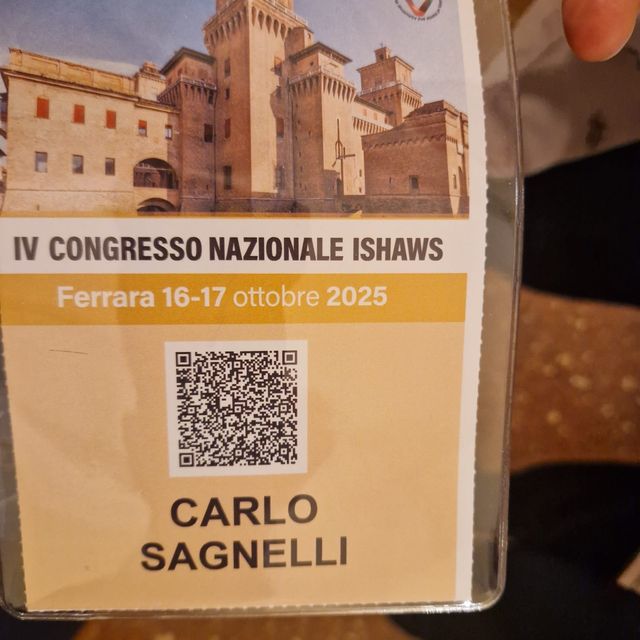 IV CONGRESSO NAZIONALE ISHAWS
Ferrara 16-17 ottobre 2025
CARLO
SAGNELLI